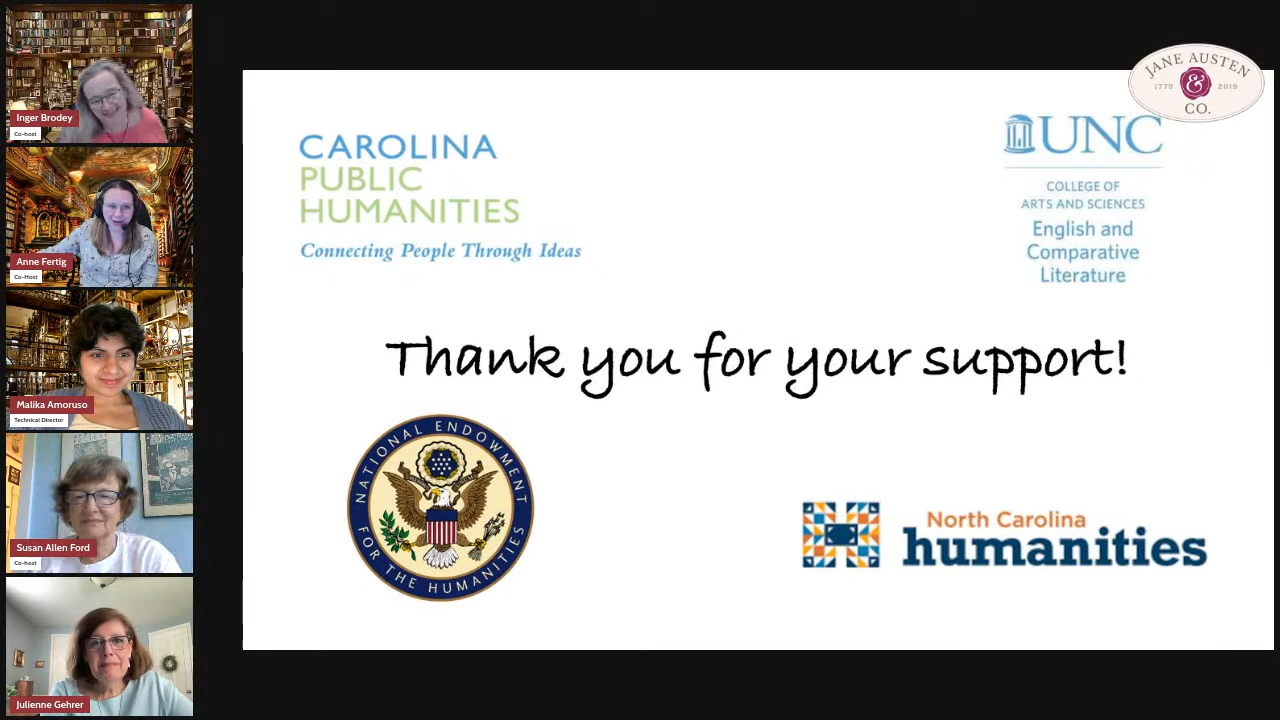 Inger Brodey
Co-host
Anne Fertig
Co-Host
Malika Amoruso
Technical Director
Susan Allen Ford
Co-host
Julienne Gehrer
JANE AUSTEN
1775 & 2019
CO.
CAROLINA
PUBLIC
HUMANITIES
Connecting People Through Ideas
UNC
COLLEGE OF
ARTS AND SCIENCES
English and
Comparative
Literature
Thank you for your support!
NATIONAL ENDOWMENT
FOR THE HUMANITIES
North Carolina
humanities